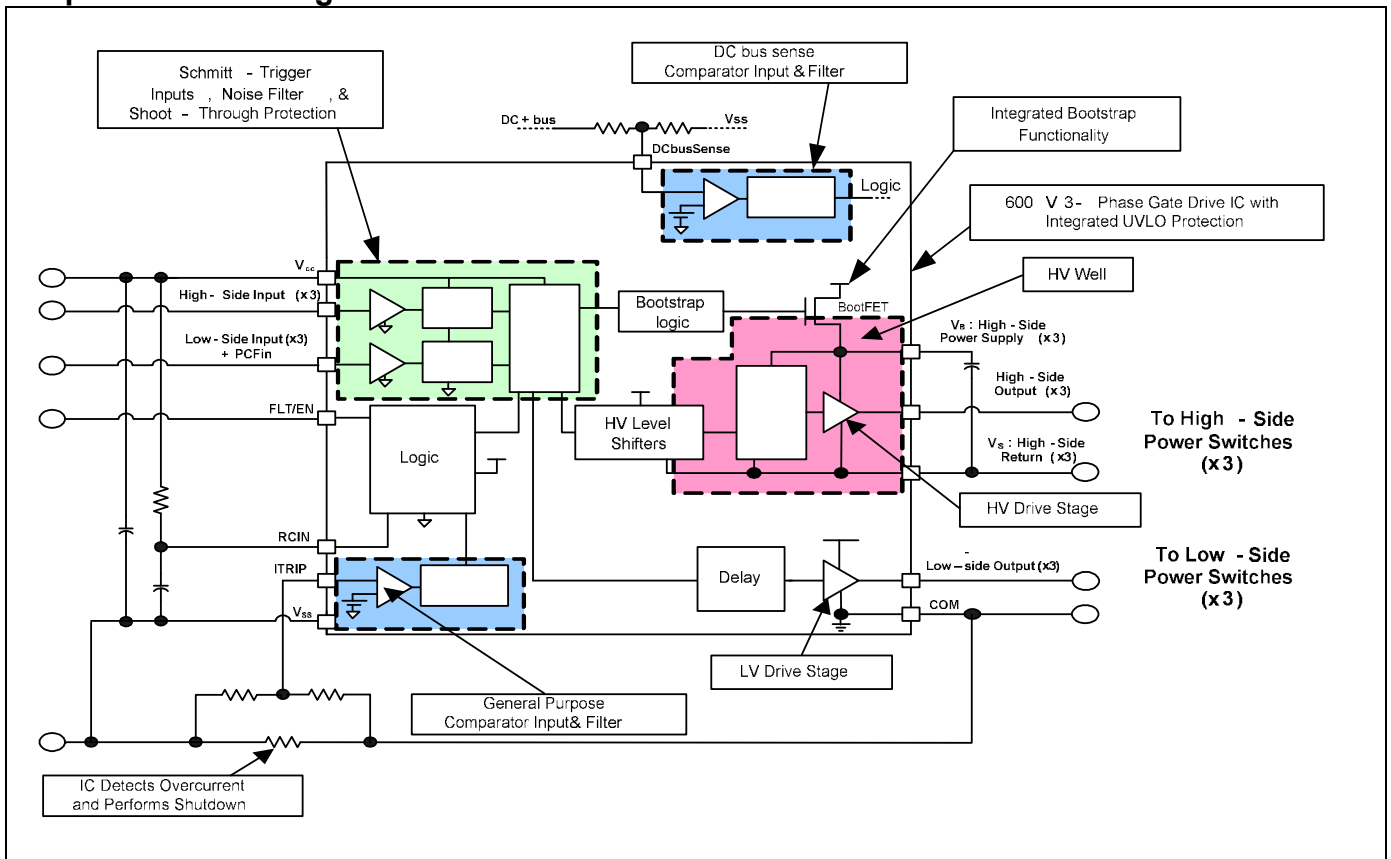 DC bus sense
Comparator Input & Filter
Schmitt - Trigger
Inputs , Noise Filter , &
Shoot - Through Protection
Integrated Bootstrap
Functionality
DC + bus
Vss
DCbusSense
Logic
600 V 3- Phase Gate Drive IC with
Integrated UVLO Protection
HV Well
Vcc
High - Side Input (x3)
Bootstrap
logic
BootFET
Low - Side Input (x3)
+ PCFin
VB : High - Side
Power Supply (x3)
High - Side
Output (x3)
FLT/EN
HV Level
Shifters
Logic
VS : High - Side
Return (x3)
To High - Side
Power Switches
(x3)
HV Drive Stage
RCIN
ITRIP
Delay
-
Low – side Output (x3)
To Low - Side
Power Switches
(x3)
VSS
COM
LV Drive Stage
General Purpose
Comparator Input& Filter
IC Detects Overcurrent
and Performs Shutdown